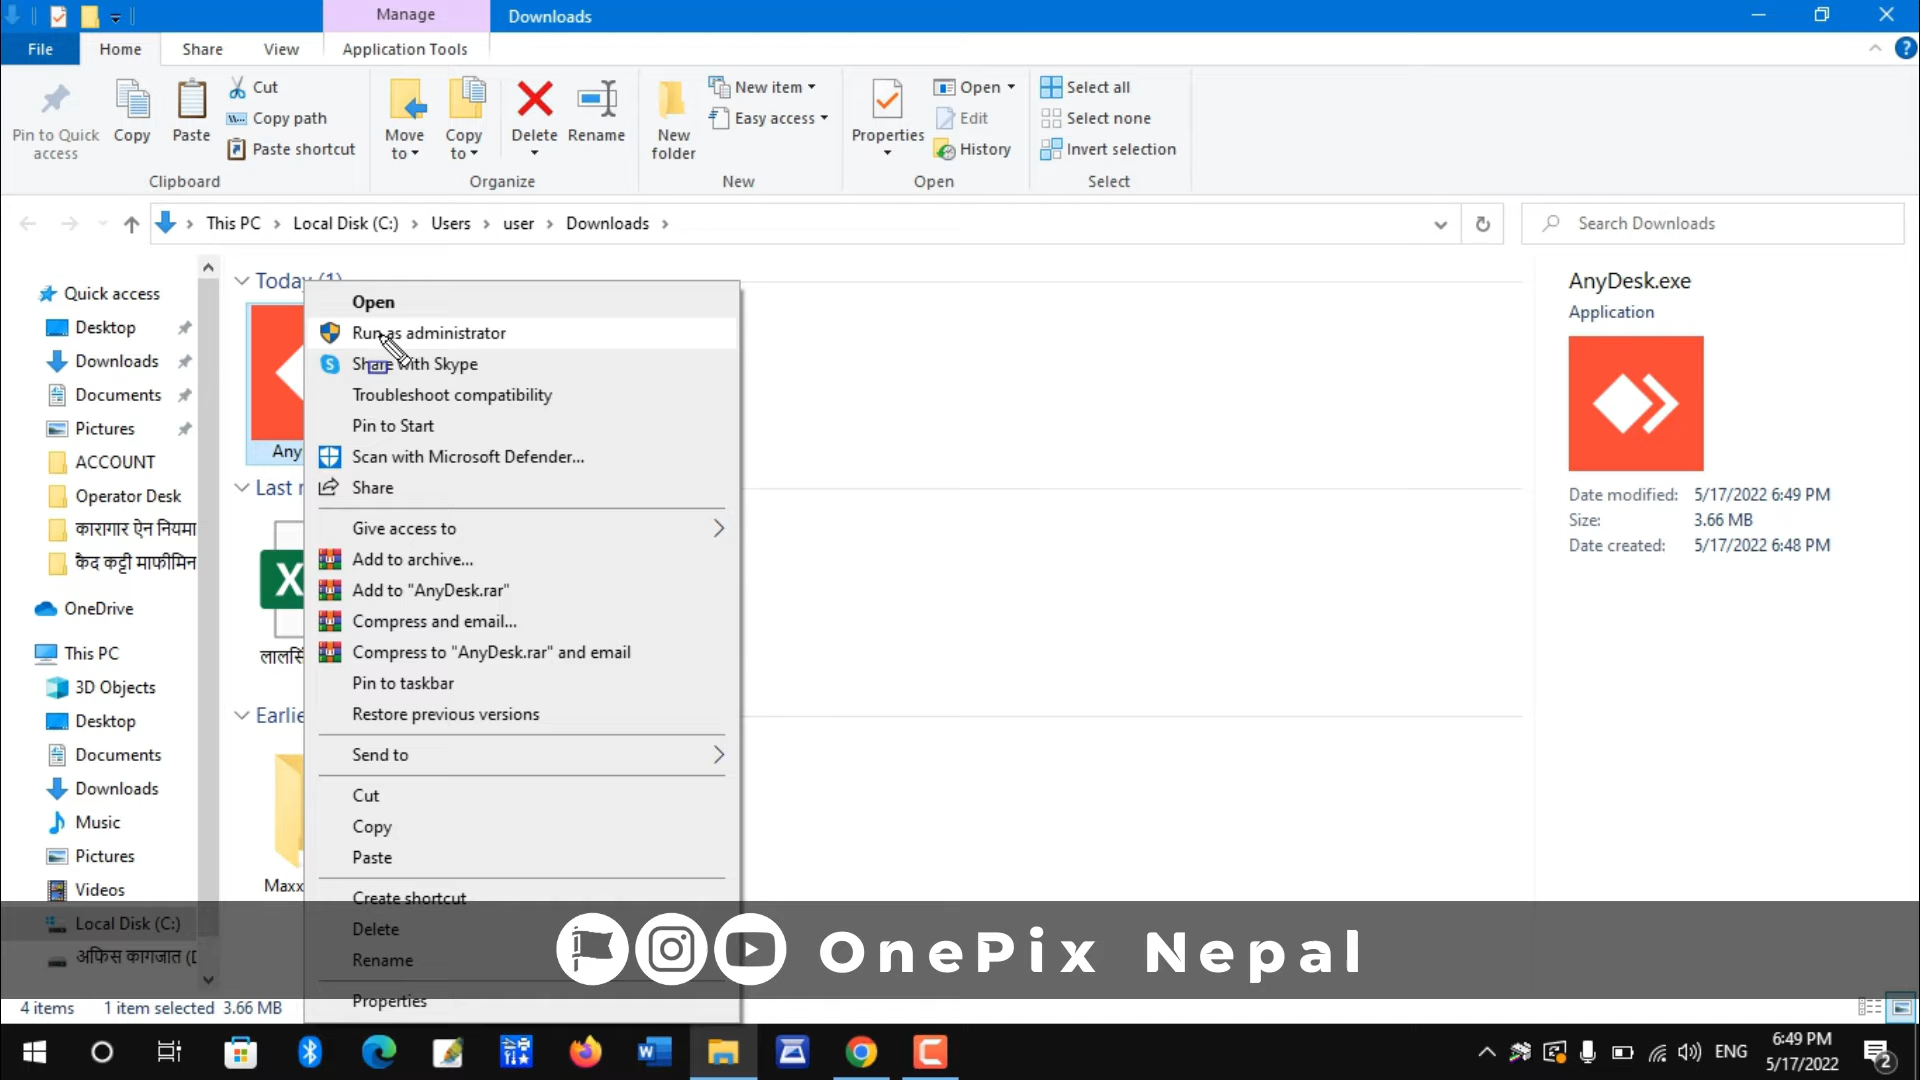 Manage
Downloads
File
Home
Share
View
Application Tools
Pin to Quick access
Copy
Paste
Cut
Copy path
Paste shortcut
Clipboard
Move to
Copy to
Delete
Rename
Organize
New folder
New item
Easy access
New
Properties
Open
Edit
History
Open
Select all
Select none
Invert selection
Select
This PC
Local Disk (C:)
Users
user
Downloads
Search Downloads
Quick access
Desktop
Downloads
Documents
Pictures
ACCOUNT
Operator Desk
कारागार ऐन नियमा
कैद कट्टी माफीमिन
OneDrive
This PC
3D Objects
Desktop
Documents
Downloads
Music
Pictures
Videos
Local Disk (C:)
अफिस कागजात (D
Today (1)
Any
Last
Earlie
Maxx
Open
Run as administrator
Share with Skype
Troubleshoot compatibility
Pin to Start
Scan with Microsoft Defender...
Share
Give access to
Add to archive...
Add to "AnyDesk.rar"
Compress and email...
Compress to "AnyDesk.rar" and email
Pin to taskbar
Restore previous versions
Send to
Cut
Copy
Paste
Create shortcut
Delete
Rename
Properties
AnyDesk.exe
Application
Date modified: 5/17/2022 6:49 PM
Size: 3.66 MB
Date created: 5/17/2022 6:48 PM
OnePix Nepal
4 items
1 item selected 3.66 MB
ENG
6:49 PM
5/17/2022
2